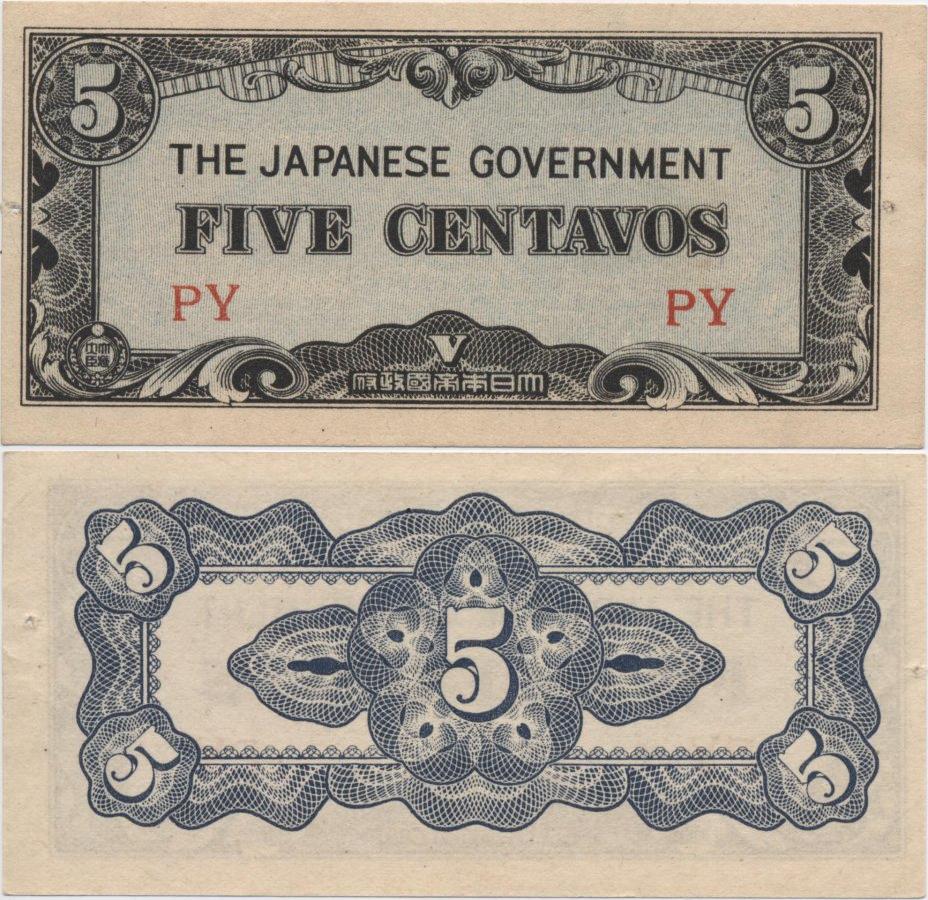 5 5
THE JAPANESE GOVERNMENT
FIVE CENTAVOS
PY PY
V
大日本帝國政府
5 5
5
5 5